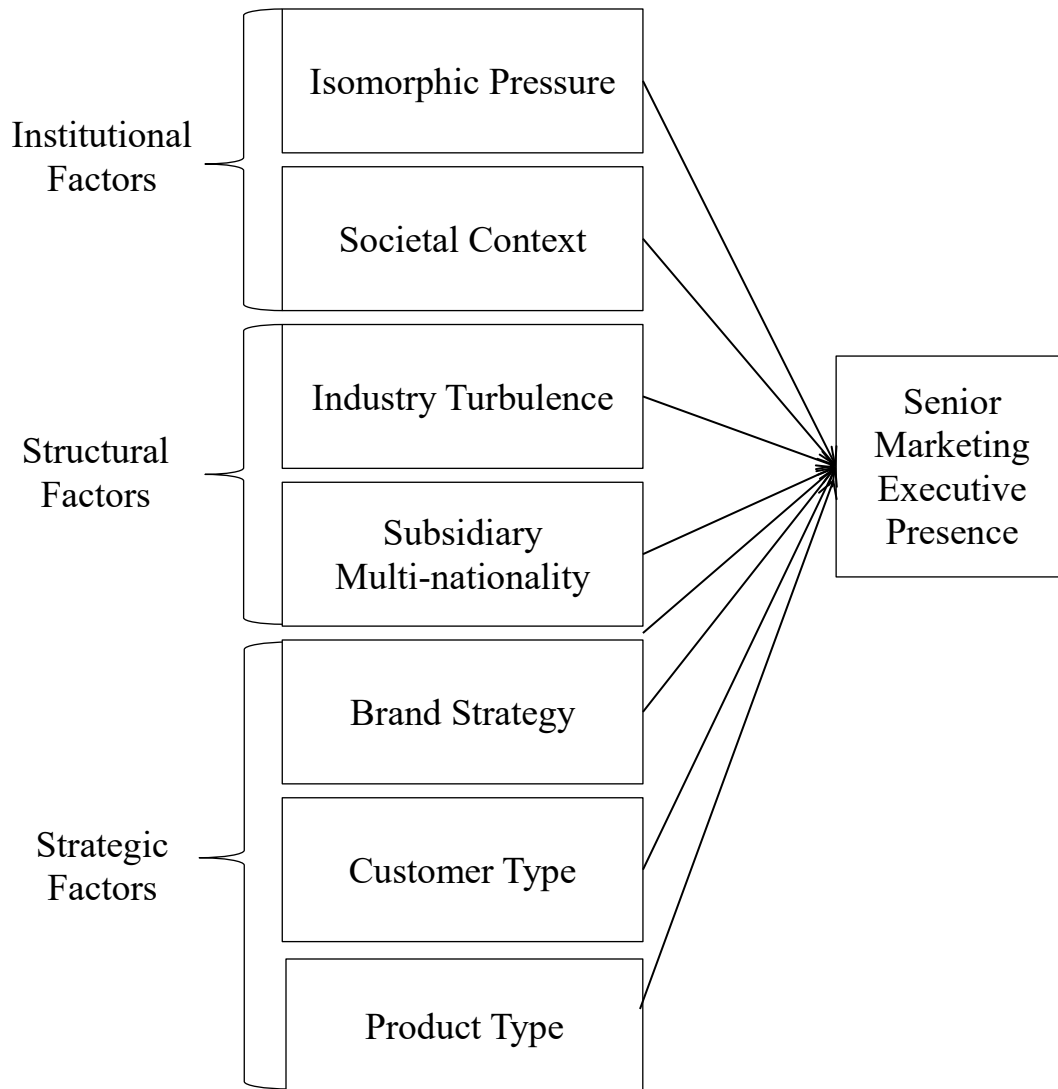 Isomorphic Pressure
Institutional
Factors
Societal Context
Industry Turbulence
Structural
Factors
Subsidiary
Multi-nationality
Senior
Marketing
Executive
Presence
Brand Strategy
Strategic
Factors
Customer Type
Product Type